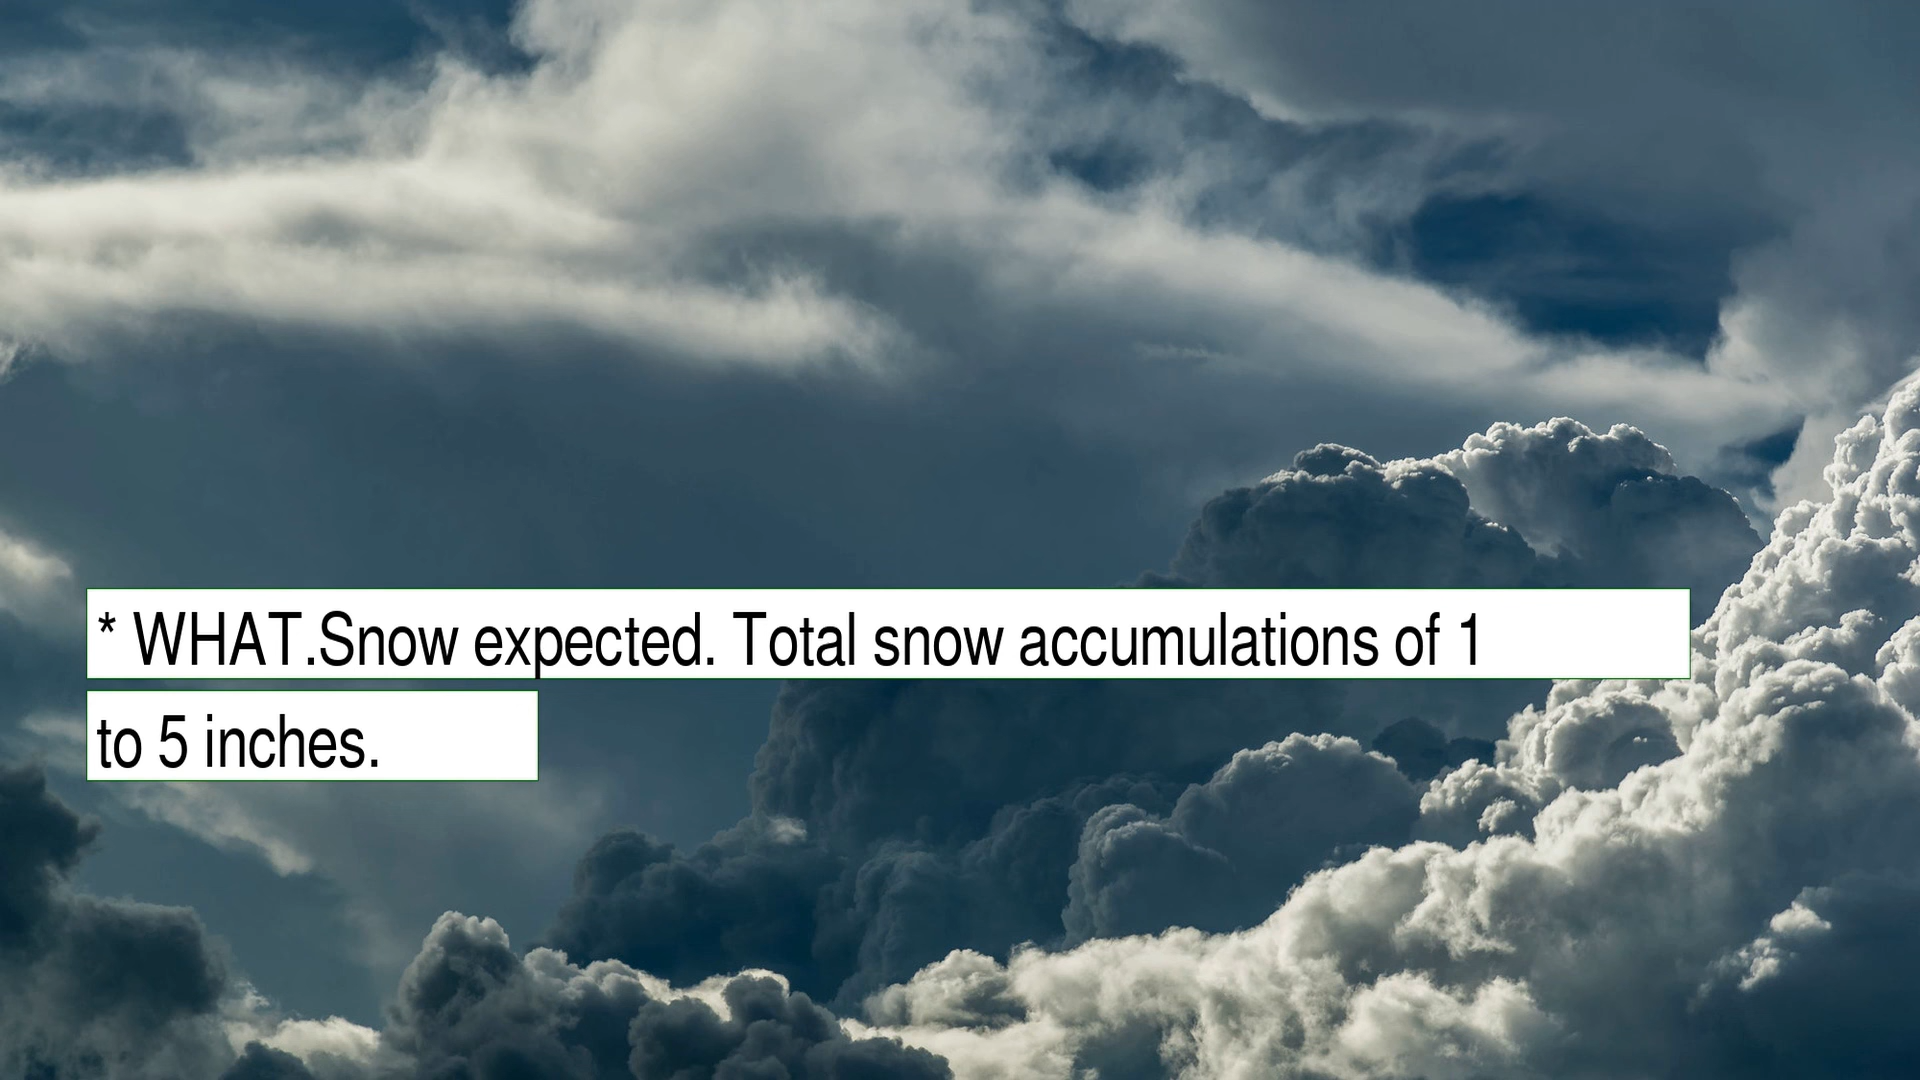 * WHAT.Snow expected. Total snow accumulations of 1
to 5 inches.